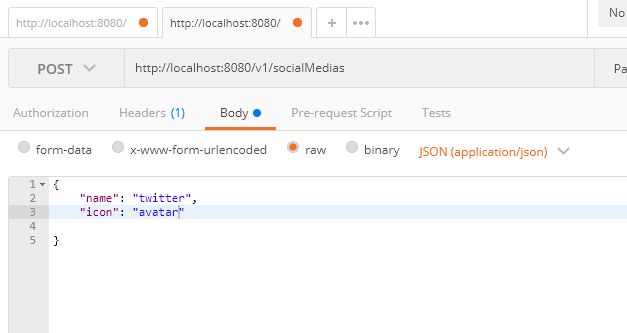 http://localhost:8080/ http://localhost:8080/ + ••• No
POST http://localhost:8080/v1/socialMedias Pa
Authorization Headers (1) Body Pre-request Script Tests
form-data x-www-form-urlencoded raw binary JSON (application/json)
1 {
2 "name": "twitter",
3 "icon": "avatar"
4
5 }